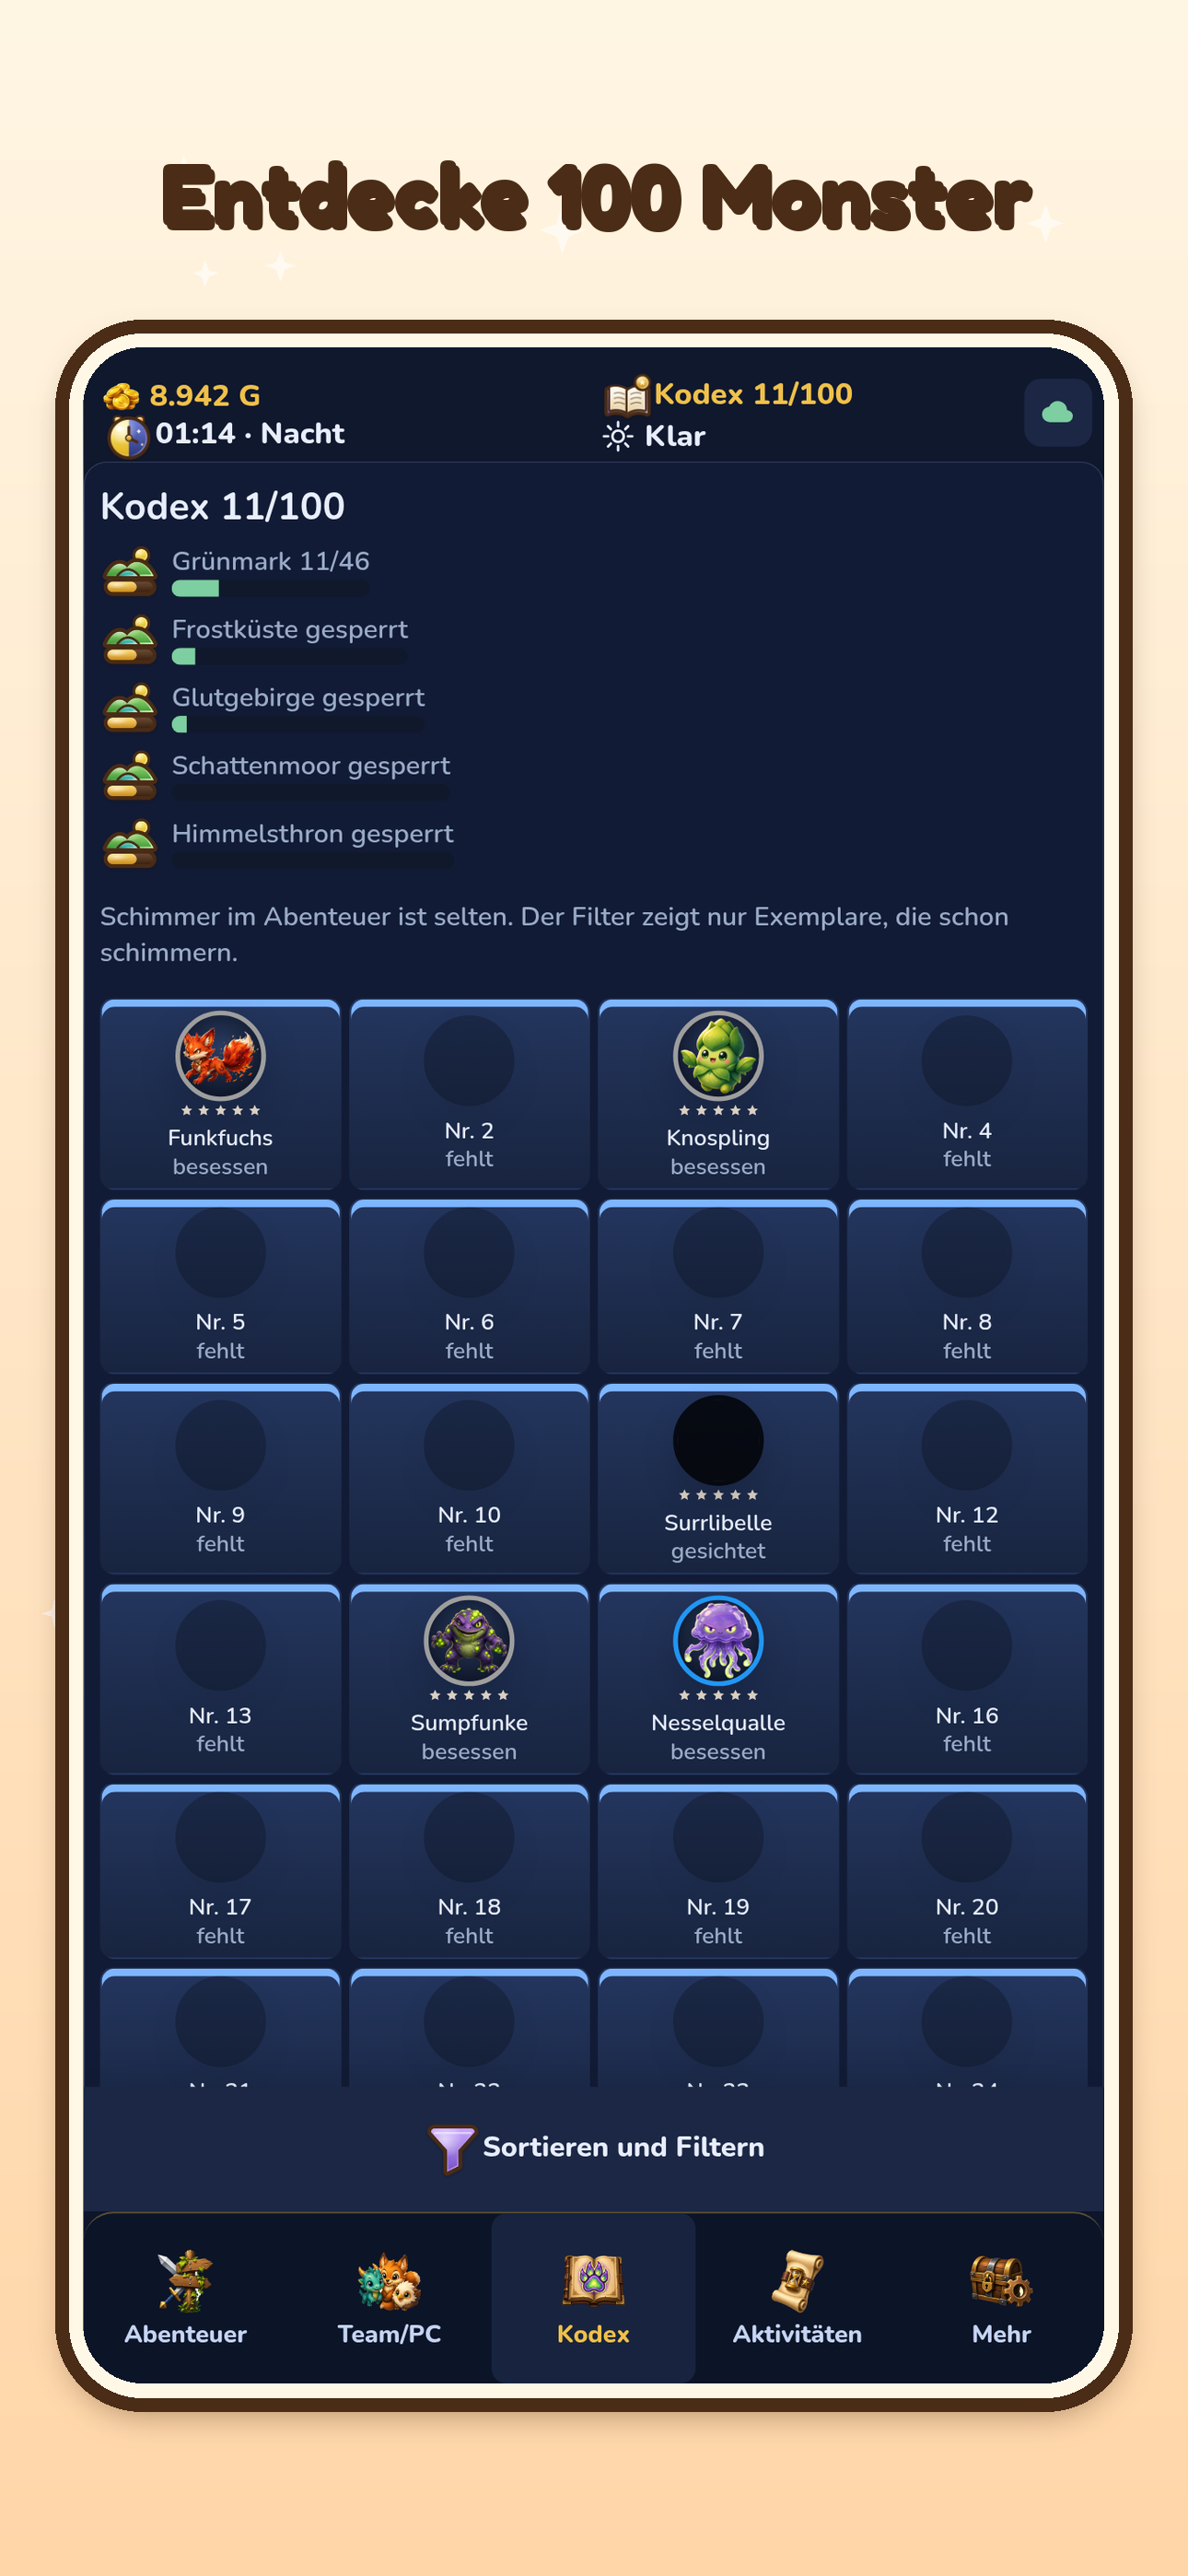 Entdecke 100 Monster
8.942 G
Kodex 11/100
01:14 · Nacht
Klar
Kodex 11/100
Grünmark 11/46
Frostküste gesperrt
Glutgebirge gesperrt
Schattenmoor gesperrt
Himmelsthron gesperrt
Schimmer im Abenteuer ist selten. Der Filter zeigt nur Exemplare, die schon
schimmern.
Funkfuchs
besessen
Nr. 2
fehlt
Knospling
besessen
Nr. 4
fehlt
Nr. 5
fehlt
Nr. 6
fehlt
Nr. 7
fehlt
Nr. 8
fehlt
Nr. 9
fehlt
Nr. 10
fehlt
Surrlibelle
gesichtet
Nr. 12
fehlt
Nr. 13
fehlt
Sumpfunke
besessen
Nesselqualle
besessen
Nr. 16
fehlt
Nr. 17
fehlt
Nr. 18
fehlt
Nr. 19
fehlt
Nr. 20
fehlt
Sortieren und Filtern
Abenteuer
Team/PC
Kodex
Aktivitäten
Mehr